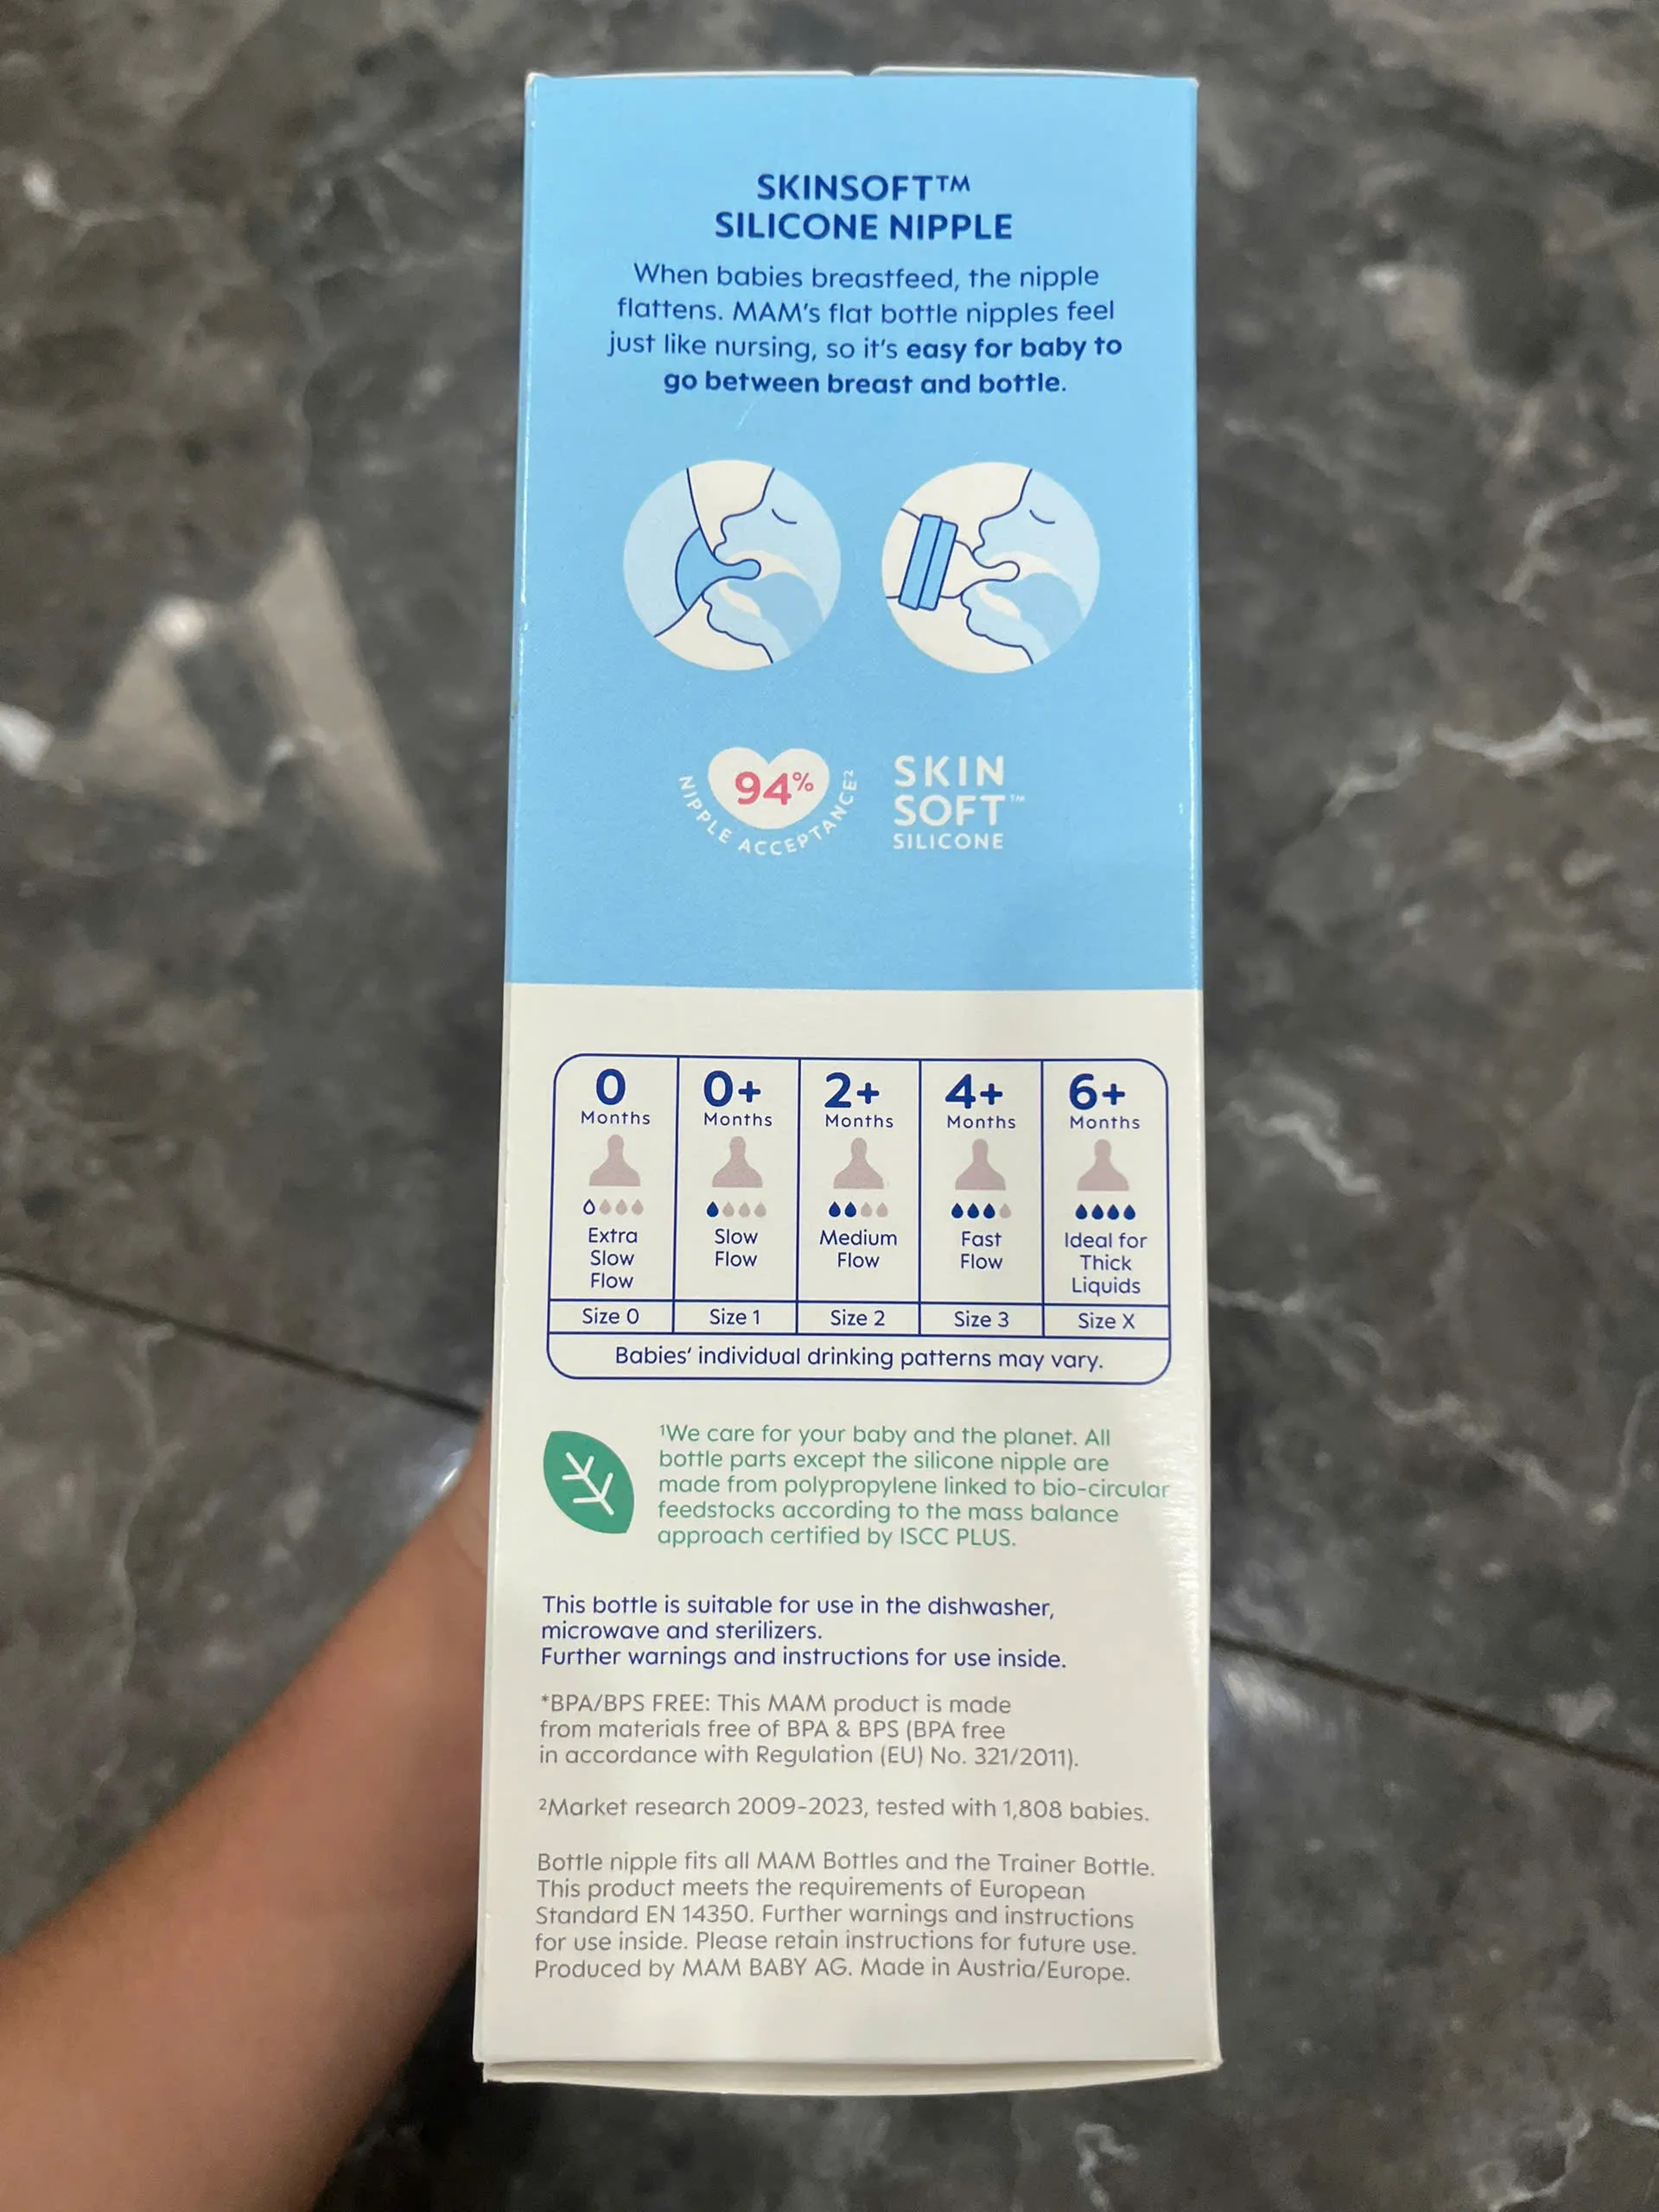 SKINSOFT™
SILICONE NIPPLE
When babies breastfeed, the nipple
flattens. MAM's flat bottle nipples feel
just like nursing, so it's easy for baby to
go between breast and bottle.
94%
NIPPLE ACCEPTANCE²
SKIN
SOFT™
SILICONE
0
Months
Extra
Slow
Flow
Size 0
0+
Months
Slow
Flow
Size 1
2+
Months
Medium
Flow
Size 2
4+
Months
Fast
Flow
Size 3
6+
Months
Ideal for
Thick
Liquids
Size X
Babies' individual drinking patterns may vary.
¹We care for your baby and the planet. All
bottle parts except the silicone nipple are
made from polypropylene linked to bio-circular
feedstocks according to the mass balance
approach certified by ISCC PLUS.
This bottle is suitable for use in the dishwasher,
microwave and sterilizers.
Further warnings and instructions for use inside.
*BPA/BPS FREE: This MAM product is made
from materials free of BPA & BPS (BPA free
in accordance with Regulation (EU) No. 321/2011).
²Market research 2009-2023, tested with 1,808 babies.
Bottle nipple fits all MAM Bottles and the Trainer Bottle.
This product meets the requirements of European
Standard EN 14350. Further warnings and instructions
for use inside. Please retain instructions for future use.
Produced by MAM BABY AG. Made in Austria/Europe.